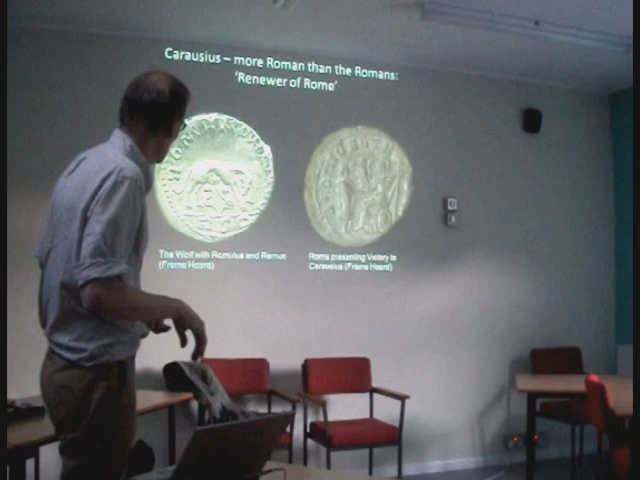 Carausius – more Roman than the Romans:
'Renewer of Rome'
The Wolf with Romulus and Remus
(Frome Hoard)
Roma presenting Victory to
Carausius (Frome Hoard)